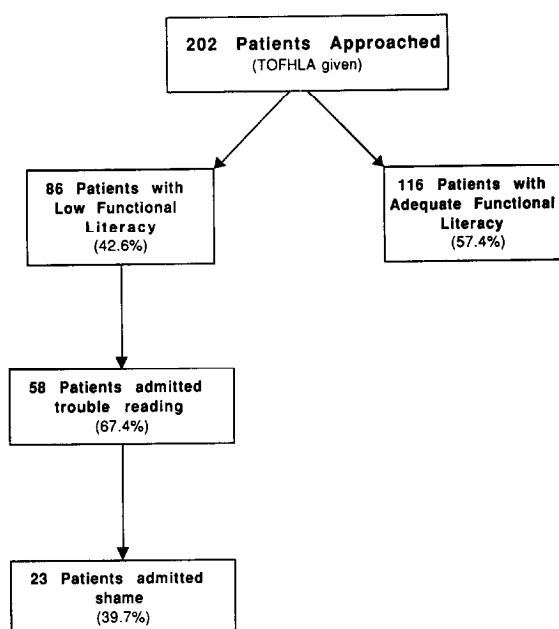 202 Patients Approached
(TOFHLA given)
86 Patients with
Low Functional
Literacy
(42.6%)
116 Patients with
Adequate Functional
Literacy
(57.4%)
58 Patients admitted
trouble reading
(67.4%)
23 Patients admitted
shame
(39.7%)